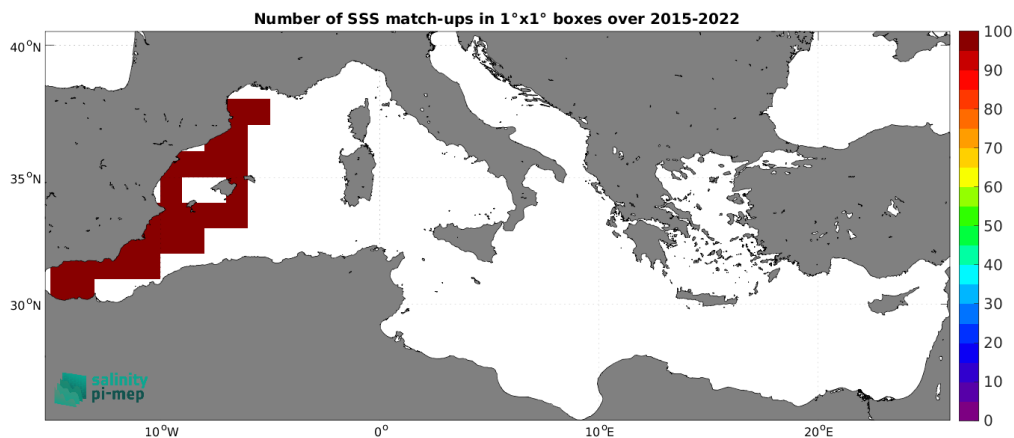 Number of SSS match-ups in 1°x1° boxes over 2015-2022
40°N
35°N
30°N
10°W
0°
10°E
20°E
100
90
80
70
60
50
40
30
20
10
0
salinity
pi-mep